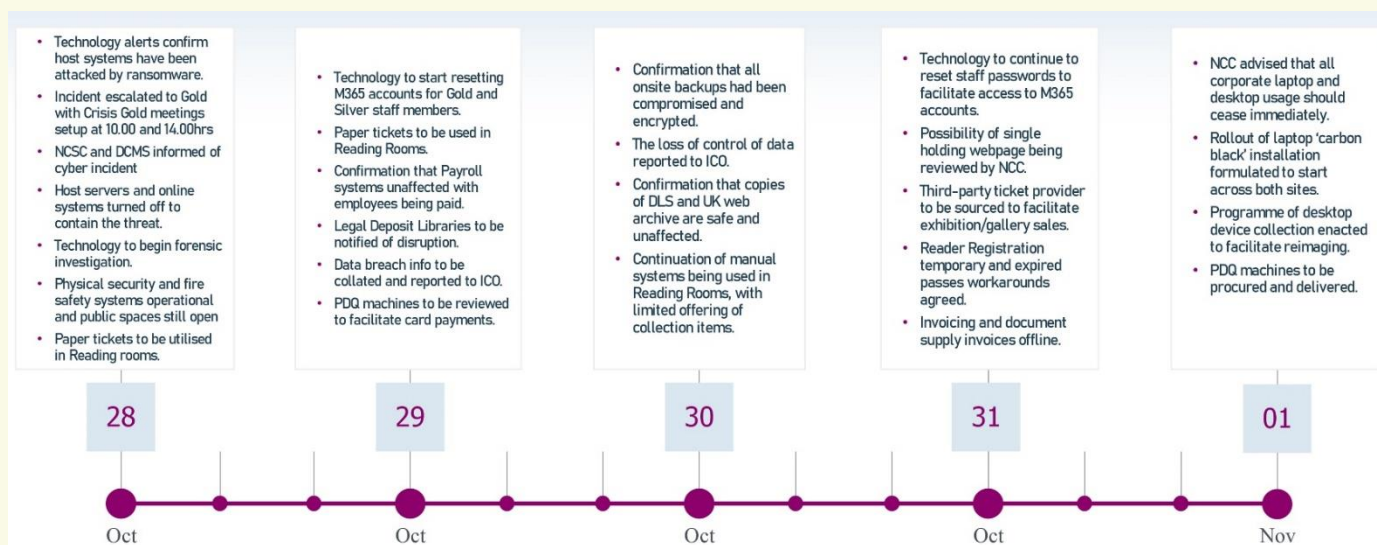 • Technology alerts confirm
host systems have been
attacked by ransomware.
• Incident escalated to Gold
with Crisis Gold meetings
setup at 10.00 and 14.00hrs
• NCSC and DCMS informed of
cyber incident
• Host servers and online
systems turned off to
contain the threat.
• Technology to begin forensic
investigation.
• Physical security and fire
safety systems operational
and public spaces still open
• Paper tickets to be utilised
in Reading rooms.
28
Oct
• Technology to start resetting
M365 accounts for Gold and
Silver staff members.
• Paper tickets to be used in
Reading Rooms.
• Confirmation that Payroll
systems unaffected with
employees being paid.
• Legal Deposit Libraries to be
notified of disruption.
• Data breach info to be
collated and reported to ICO.
• PDQ machines to be reviewed
to facilitate card payments.
29
Oct
• Confirmation that all
onsite backups had been
compromised and
encrypted.
• The loss of control of data
reported to ICO.
• Confirmation that copies
of DLS and UK web
archive are safe and
unaffected.
• Continuation of manual
systems being used in
Reading Rooms, with
limited offering of
collection items.
30
Oct
• Technology to continue to
reset staff passwords to
facilitate access to M365
accounts.
• Possibility of single
holding webpage being
reviewed by NCC.
• Third-party ticket provider
to be sourced to facilitate
exhibition/gallery sales.
• Reader Registration
temporary and expired
passes workarounds
agreed.
• Invoicing and document
supply invoices offline.
31
Oct
• NCC advised that all
corporate laptop and
desktop usage should
cease immediately.
• Rollout of laptop ‘carbon
black’ installation
formulated to start
across both sites.
• Programme of desktop
device collection enacted
to facilitate reimaging.
• PDQ machines to be
procured and delivered.
01
Nov